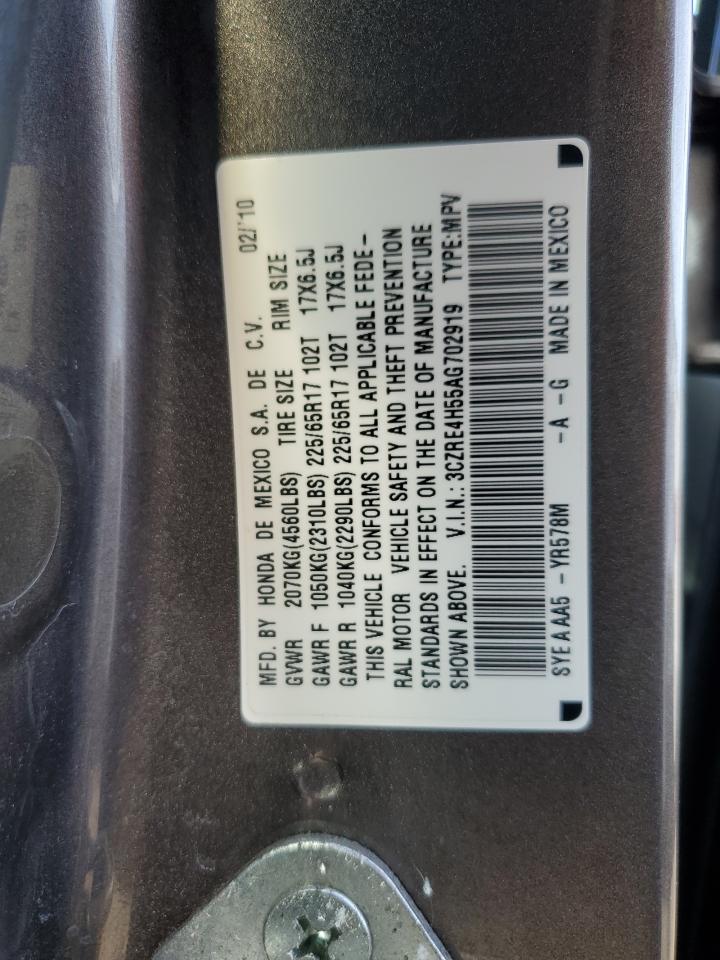 MFD. BY HONDA DE MEXICO S.A. DE C.V. 02/'10
GVWR 2070KG(4560LBS) TIRE SIZE RIM SIZE
GAWR F 1050KG(2310LBS) 225/65R17 102T 17X6.5J
GAWR R 1040KG(2290LBS) 225/65R17 102T 17X6.5J
THIS VEHICLE CONFORMS TO ALL APPLICABLE FEDE-
RAL MOTOR VEHICLE SAFETY AND THEFT PREVENTION
STANDARDS IN EFFECT ON THE DATE OF MANUFACTURE
SHOWN ABOVE. V.I.N.: 3CZRE4H55AG702919 TYPE:MPV
SYEAAA5 -YR578M -A -G MADE IN MEXICO